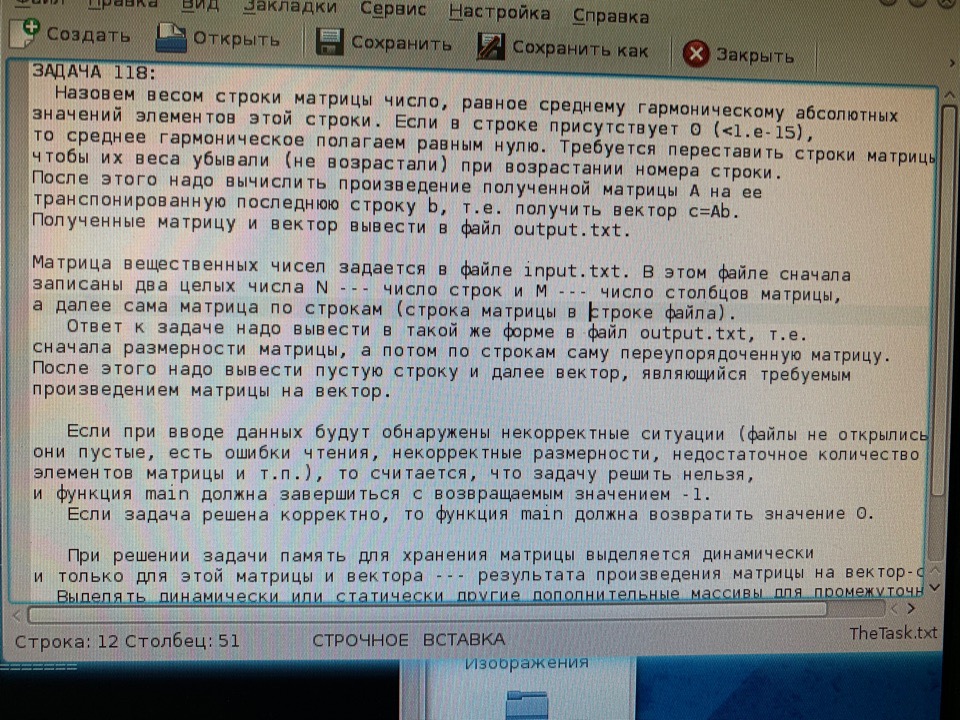 Файл Правка Вид Закладки Сервис Настройка Справка
Создать Открыть Сохранить Сохранить как Закрыть
ЗАДАЧА 118:
Назовем весом строки матрицы число, равное среднему гармоническому абсолютных
значений элементов этой строки. Если в строке присутствует 0 (<1.e-15),
то среднее гармоническое полагаем равным нулю. Требуется переставить строки матрицы
чтобы их веса убывали (не возрастали) при возрастании номера строки.
После этого надо вычислить произведение полученной матрицы A на ее
транспонированную последнюю строку b, т.е. получить вектор c=Ab.
Полученные матрицу и вектор вывести в файл output.txt.
Матрица вещественных чисел задается в файле input.txt. В этом файле сначала
записаны два целых числа N --- число строк и M --- число столбцов матрицы,
а далее сама матрица по строкам (строка матрицы в строке файла).
Ответ к задаче надо вывести в такой же форме в файл output.txt, т.е.
сначала размерности матрицы, а потом по строкам саму переупорядоченную матрицу.
После этого надо вывести пустую строку и далее вектор, являющийся требуемым
произведением матрицы на вектор.
Если при вводе данных будут обнаружены некорректные ситуации (файлы не открылись
они пустые, есть ошибки чтения, некорректные размерности, недостаточное количество
элементов матрицы и т.п.), то считается, что задачу решить нельзя,
и функция main должна завершиться с возвращаемым значением -1.
Если задача решена корректно, то функция main должна возвратить значение 0.
При решении задачи память для хранения матрицы выделяется динамически
и только для этой матрицы и вектора --- результата произведения матрицы на вектор-с
Выделять динамически или статически другие дополнительные массивы для промежуточн
Строка: 12 Столбец: 51 СТРОЧНОЕ ВСТАВКА TheTask.txt
Изображения